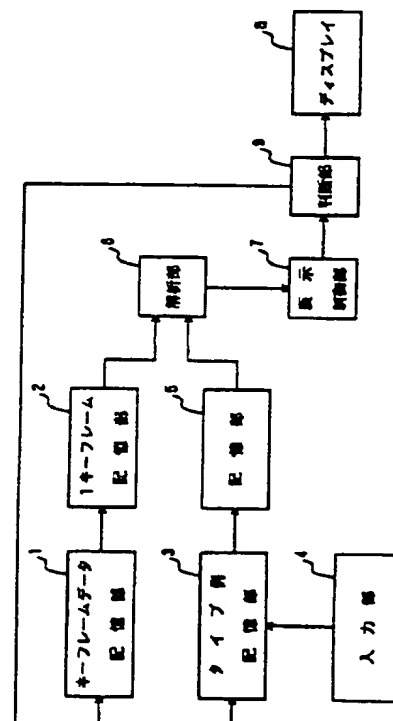 1
キーフレームデータ
記憶部
2
1キーフレーム
記憶部
3
タイプ例
記憶部
4
入力部
5
記憶部
6
解析部
7
表示
制御部
9
判断部
8
ディスプレイ